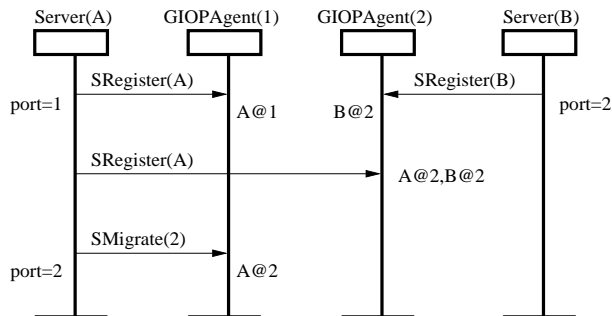 Server(A) GIOPAgent(1) GIOPAgent(2) Server(B)
SRegister(A) SRegister(B)
port=1 A@1 B@2 port=2
SRegister(A)
A@2,B@2
SMigrate(2)
port=2 A@2